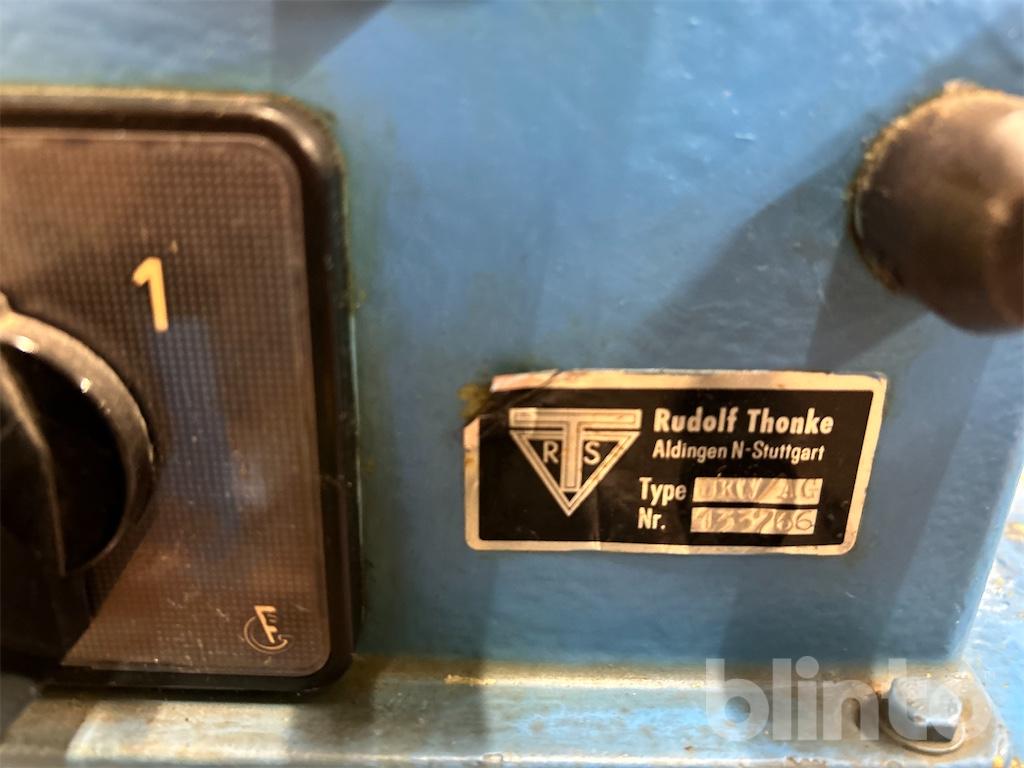 1
Rudolf Thonke
Aldingen N-Stuttgart
R T S
Type
Nr.
blinto